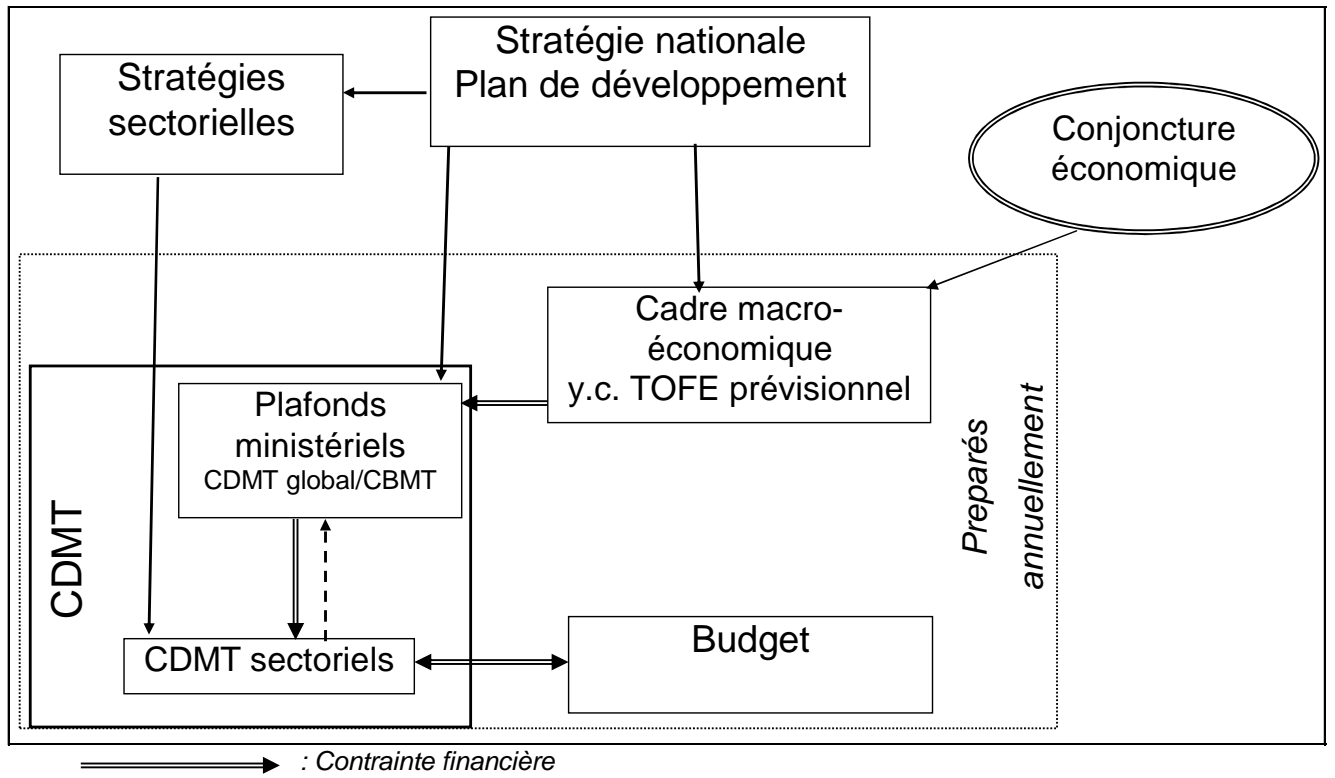 Stratégie nationale
Plan de développement
Stratégies
sectorielles
Conjoncture
économique
Cadre macro-
économique
y.c. TOFE prévisionnel
Plafonds
ministériels
CDMT global/CBMT
Preparés
annuellement
CDMT
CDMT sectoriels
Budget
: Contrainte financière